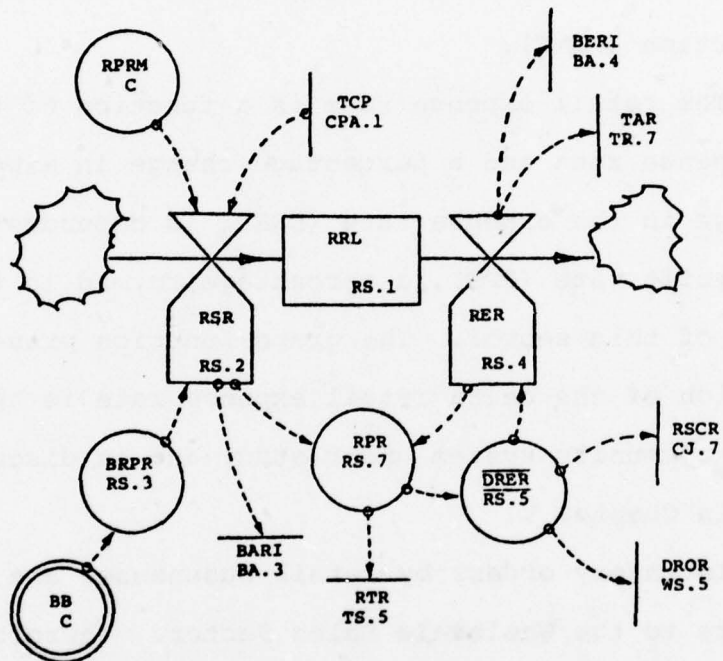 RPRM
C
TCP
CPA.1
BERI
BA.4
TAR
TR.7
RRL
RS.1
RSR
RS.2
RER
RS.4
BRPR
RS.3
RPR
RS.7
DRER
RS.5
RSCR
CJ.7
BARI
BA.3
RTR
TS.5
DROR
WS.5
BB
C